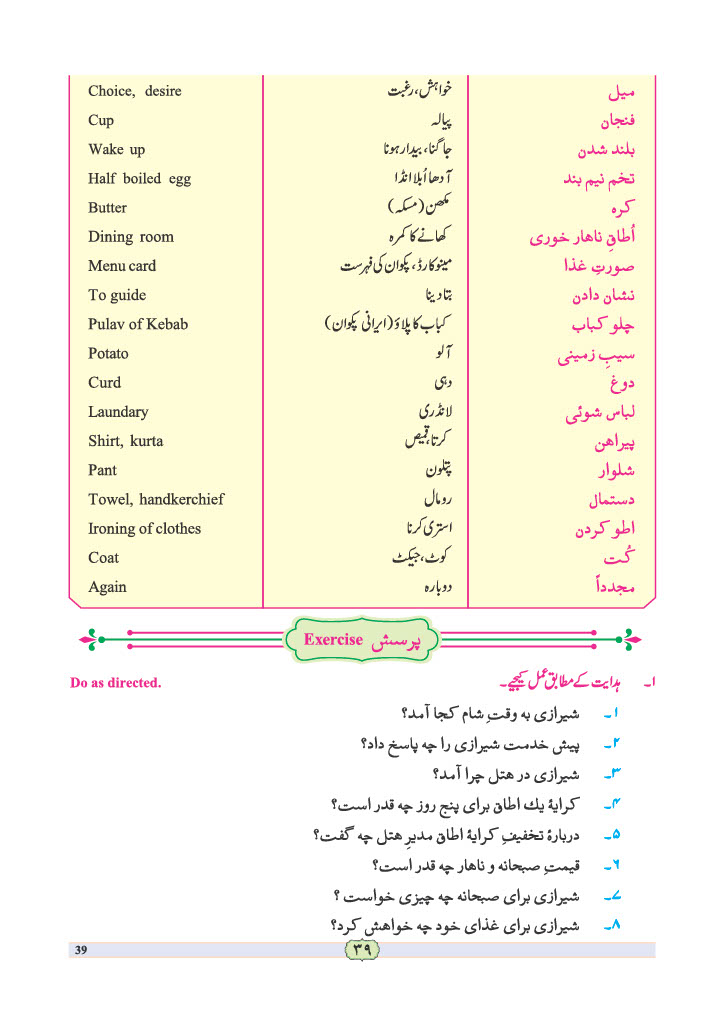 Choice, desire خواہش، رغبت میل
Cup پیالہ فنجان
Wake up جاگنا، بیدار ہونا بلند شدن
Half boiled egg آدھا اُبلا انڈا تخم نیم بند
Butter مکھن (مسکہ) کره
Dining room کھانے کا کمرہ اُطاقِ ناهار خوری
Menu card مینو کارڈ، پکوان کی فہرست صورتِ غذا
To guide بتا دینا نشان دادن
Pulav of Kebab کباب کا پلاؤ (ایرانی پکوان) چلو کباب
Potato آلو سیبِ زمینی
Curd دہی دوغ
Laundary لانڈری لباس شوئی
Shirt, kurta کرتا، قمیص پیراهن
Pant پتلون شلوار
Towel, handkerchief رومال دستمال
Ironing of clothes استری کرنا اطو کردن
Coat کوٹ، جیکٹ کُت
Again دوبارہ مجدداً
Exercise پرسش
Do as directed. ۱۔ ہدایت کے مطابق عمل کیجیے۔
۱۔ شیرازی به وقتِ شام کجا آمد؟
۲۔ پیش خدمت شیرازی را چه پاسخ داد؟
۳۔ شیرازی در هتل چرا آمد؟
۴۔ کرایهٔ یك اطاق برای پنج روز چه قدر است؟
۵۔ دربارهٔ تخفیفِ کرایهٔ اطاق مدیرِ هتل چه گفت؟
۶۔ قیمتِ صبحانه و ناهار چه قدر است؟
۷۔ شیرازی برای صبحانه چه چیزی خواست ؟
۸۔ شیرازی برای غذای خود چه خواهش کرد؟
39 ۳۹